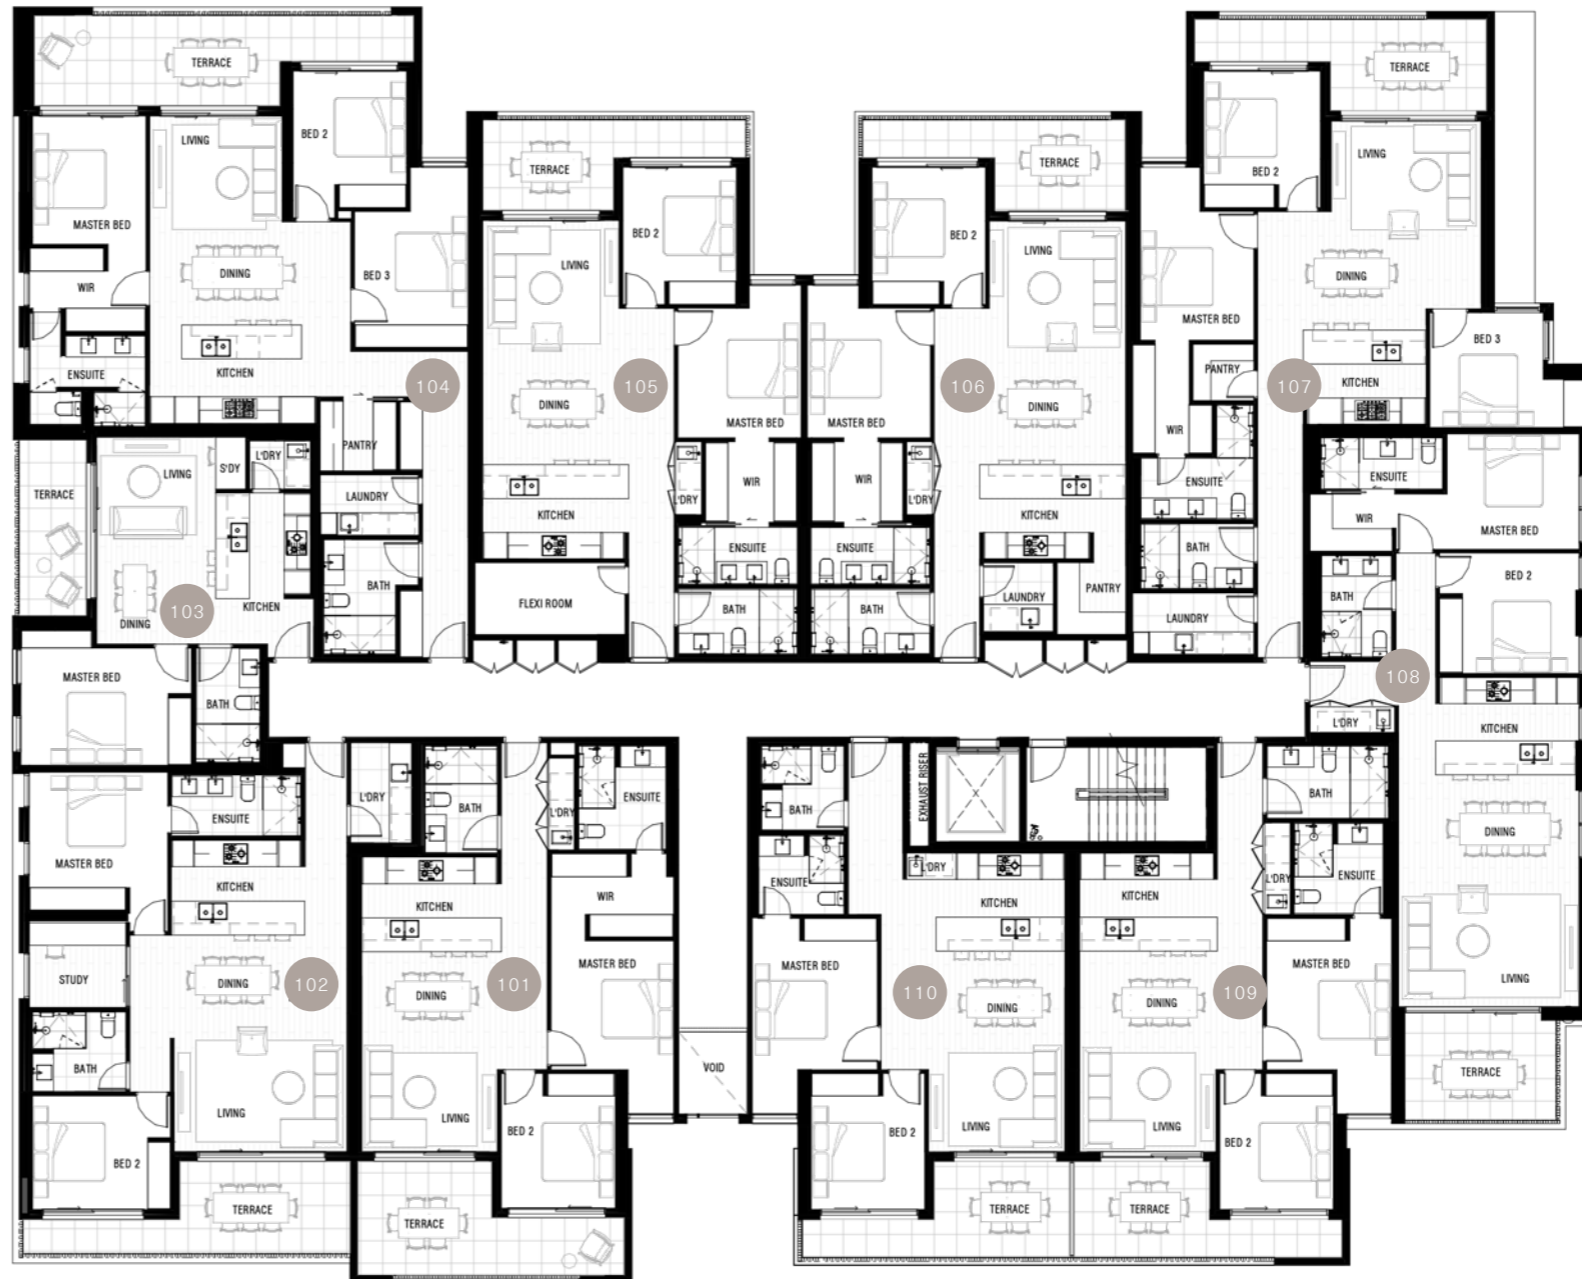 TERRACE
LIVING
BED 2
MASTER BED
DINING
BED 3
WIR
ENSUITE
KITCHEN
104
PANTRY
LAUNDRY
BATH
TERRACE
BED 2
LIVING
105
DINING
MASTER BED
WIR
L'DRY
KITCHEN
ENSUITE
FLEXI ROOM
BATH
TERRACE
BED 2
LIVING
106
DINING
MASTER BED
WIR
L'DRY
KITCHEN
ENSUITE
LAUNDRY
PANTRY
BATH
TERRACE
BED 2
LIVING
DINING
MASTER BED
BED 3
PANTRY
107
KITCHEN
WIR
ENSUITE
BATH
LAUNDRY
LIVING
S'DY
L'DRY
TERRACE
103
KITCHEN
DINING
MASTER BED
BATH
ENSUITE
WIR
MASTER BED
BED 2
BATH
108
L'DRY
KITCHEN
DINING
LIVING
TERRACE
L'DRY
ENSUITE
MASTER BED
KITCHEN
STUDY
DINING
102
BATH
LIVING
BED 2
TERRACE
BATH
L'DRY
ENSUITE
KITCHEN
WIR
MASTER BED
DINING
101
LIVING
BED 2
TERRACE
VOID
EXHAUST RISER
BATH
L'DRY
ENSUITE
KITCHEN
MASTER BED
110
DINING
LIVING
BED 2
TERRACE
BATH
L'DRY
ENSUITE
KITCHEN
MASTER BED
DINING
109
LIVING
BED 2
TERRACE